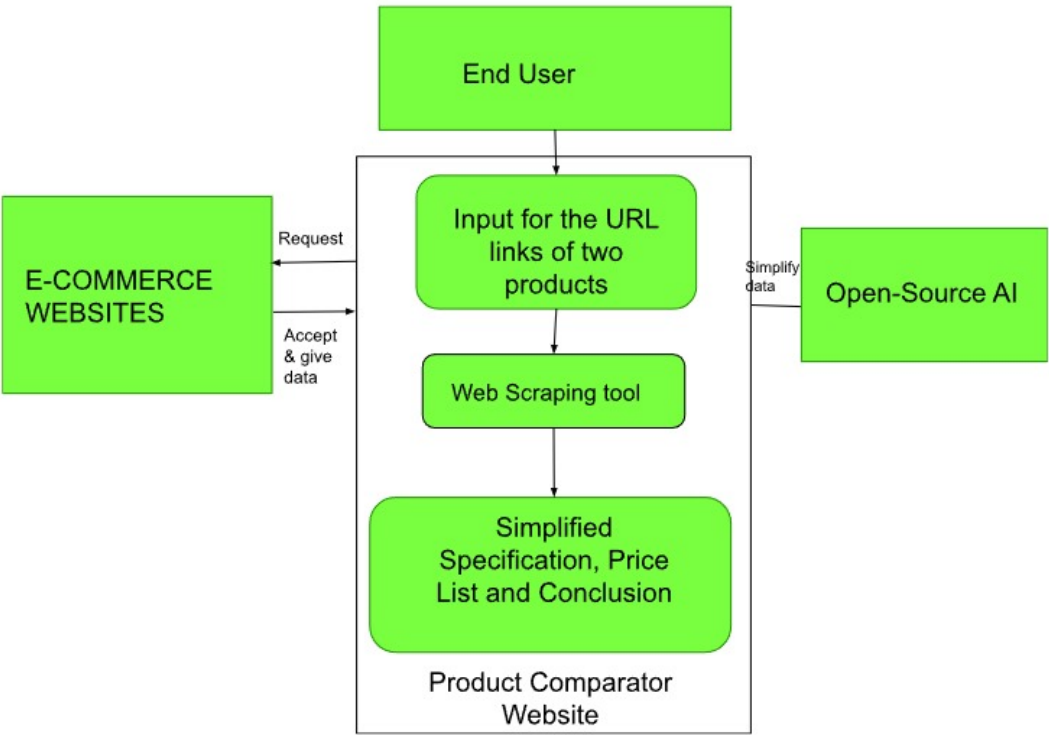 End User
Input for the URL
links of two
products
Request
E-COMMERCE
WEBSITES
Accept
& give
data
Simplify
data
Open-Source AI
Web Scraping tool
Simplified
Specification, Price
List and Conclusion
Product Comparator
Website